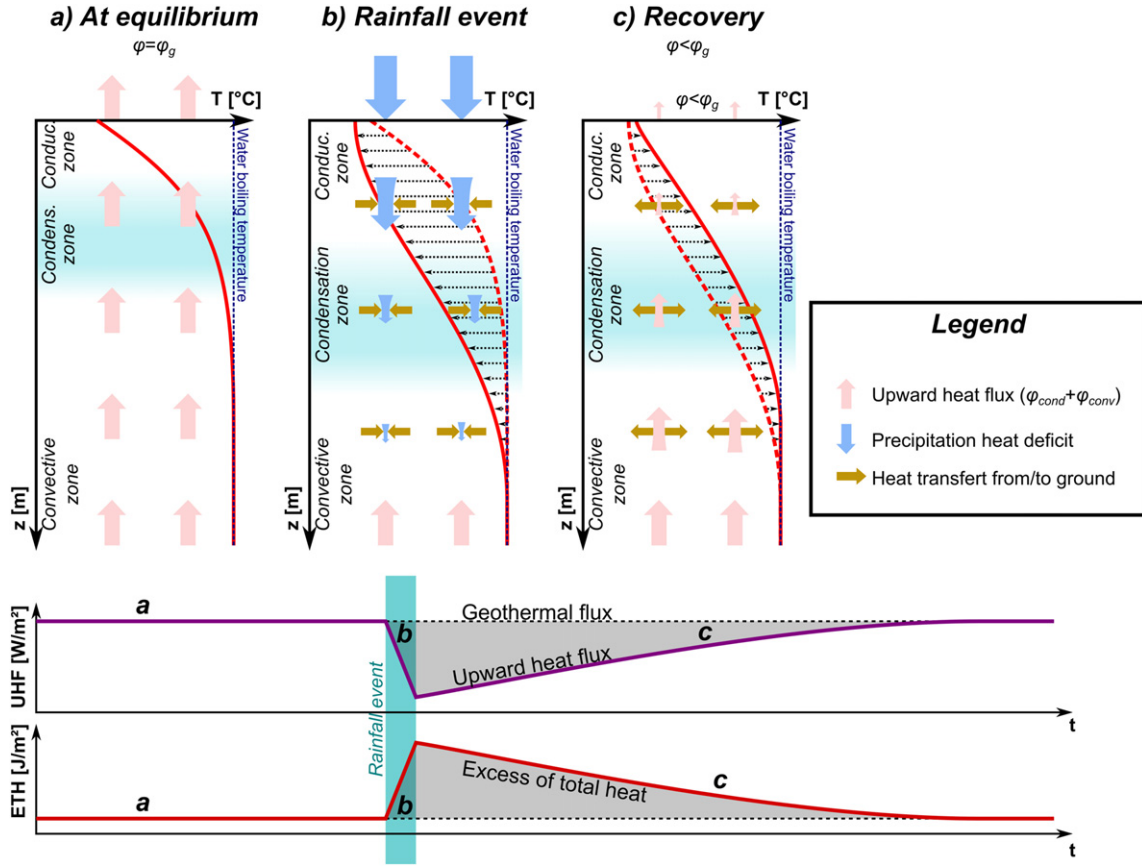 a) At equilibrium
φ=φg
T [°C]
Conduc. zone
Condens. zone
Convective zone
z [m]
Water boiling temperature
b) Rainfall event
T [°C]
Conduc. zone
Condensation zone
z [m]
Water boiling temperature
c) Recovery
φ<φg
φ<φg
T [°C]
Conduc. zone
Condensation zone
Convective zone
z [m]
Water boiling temperature
Legend
Upward heat flux (φcond+φconv)
Precipitation heat deficit
Heat transfert from/to ground
UHF [W/m²]
a
b
c
Geothermal flux
Upward heat flux
Rainfall event
t
ETH [J/m²]
a
b
c
Excess of total heat
t